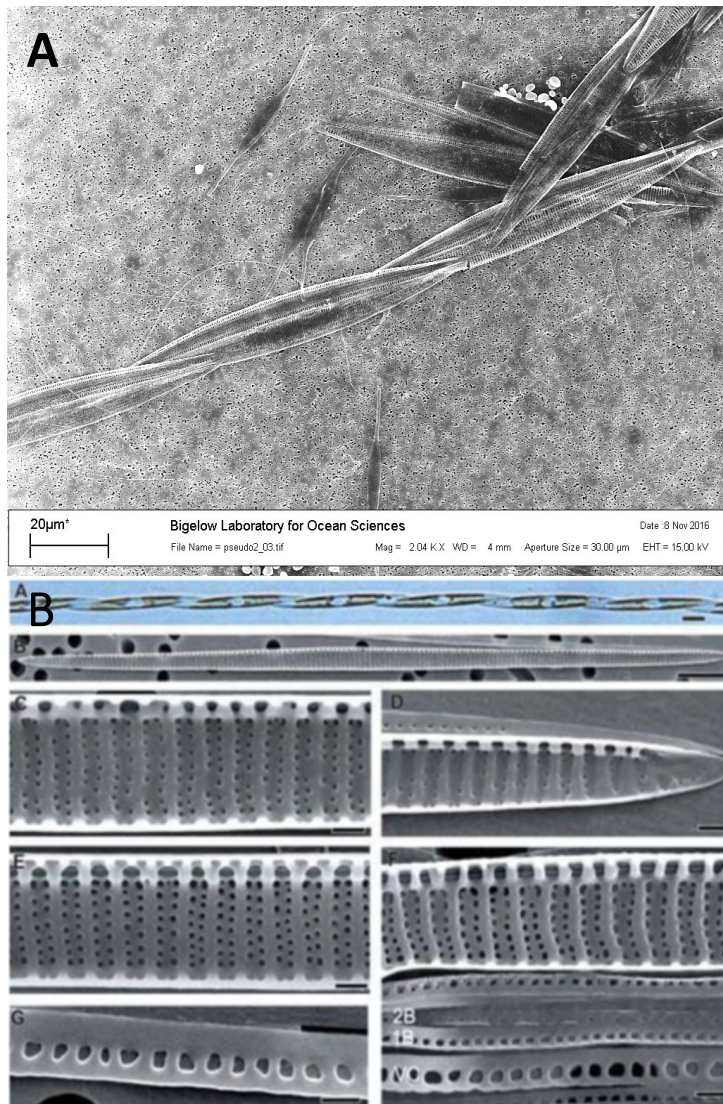 A
20µm*
Bigelow Laboratory for Ocean Sciences
Date :8 Nov 2016
File Name = pseudo2_03.tif
Mag = 2.04 K X
WD = 4 mm
Aperture Size = 30.00 µm
EHT = 15.00 kV
A
B
B
C
D
E
F
G
2B
1B